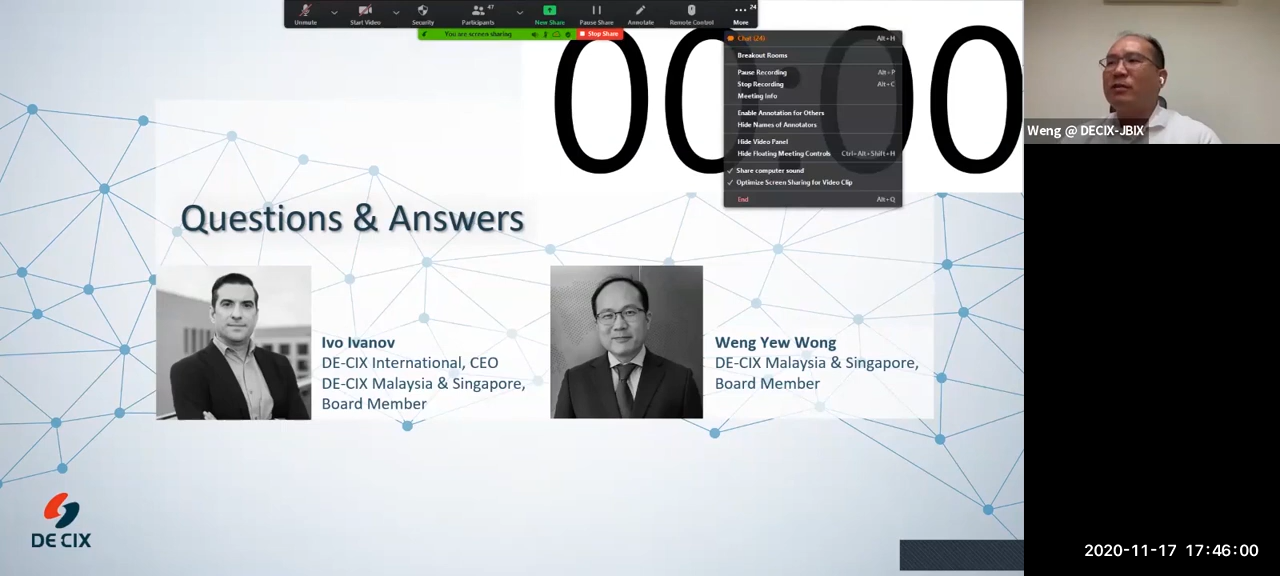 Unmute
Start Video
Security
Participants
47
New Share
Pause Share
Annotate
Remote Control
More
24
You are screen sharing
Stop Share
00:00
Chat (24) Alt+H
Breakout Rooms
Pause Recording Alt+P
Stop Recording Alt+C
Meeting Info
Enable Annotation for Others
Hide Names of Annotators
Hide Video Panel
Hide Floating Meeting Controls Ctrl+Alt+Shift+H
Share computer sound
Optimize Screen Sharing for Video Clip
End Alt+Q
Weng @ DECIX-JBIX
Questions & Answers
Ivo Ivanov
DE-CIX International, CEO
DE-CIX Malaysia & Singapore,
Board Member
Weng Yew Wong
DE-CIX Malaysia & Singapore,
Board Member
DE CIX
2020-11-17 17:46:00